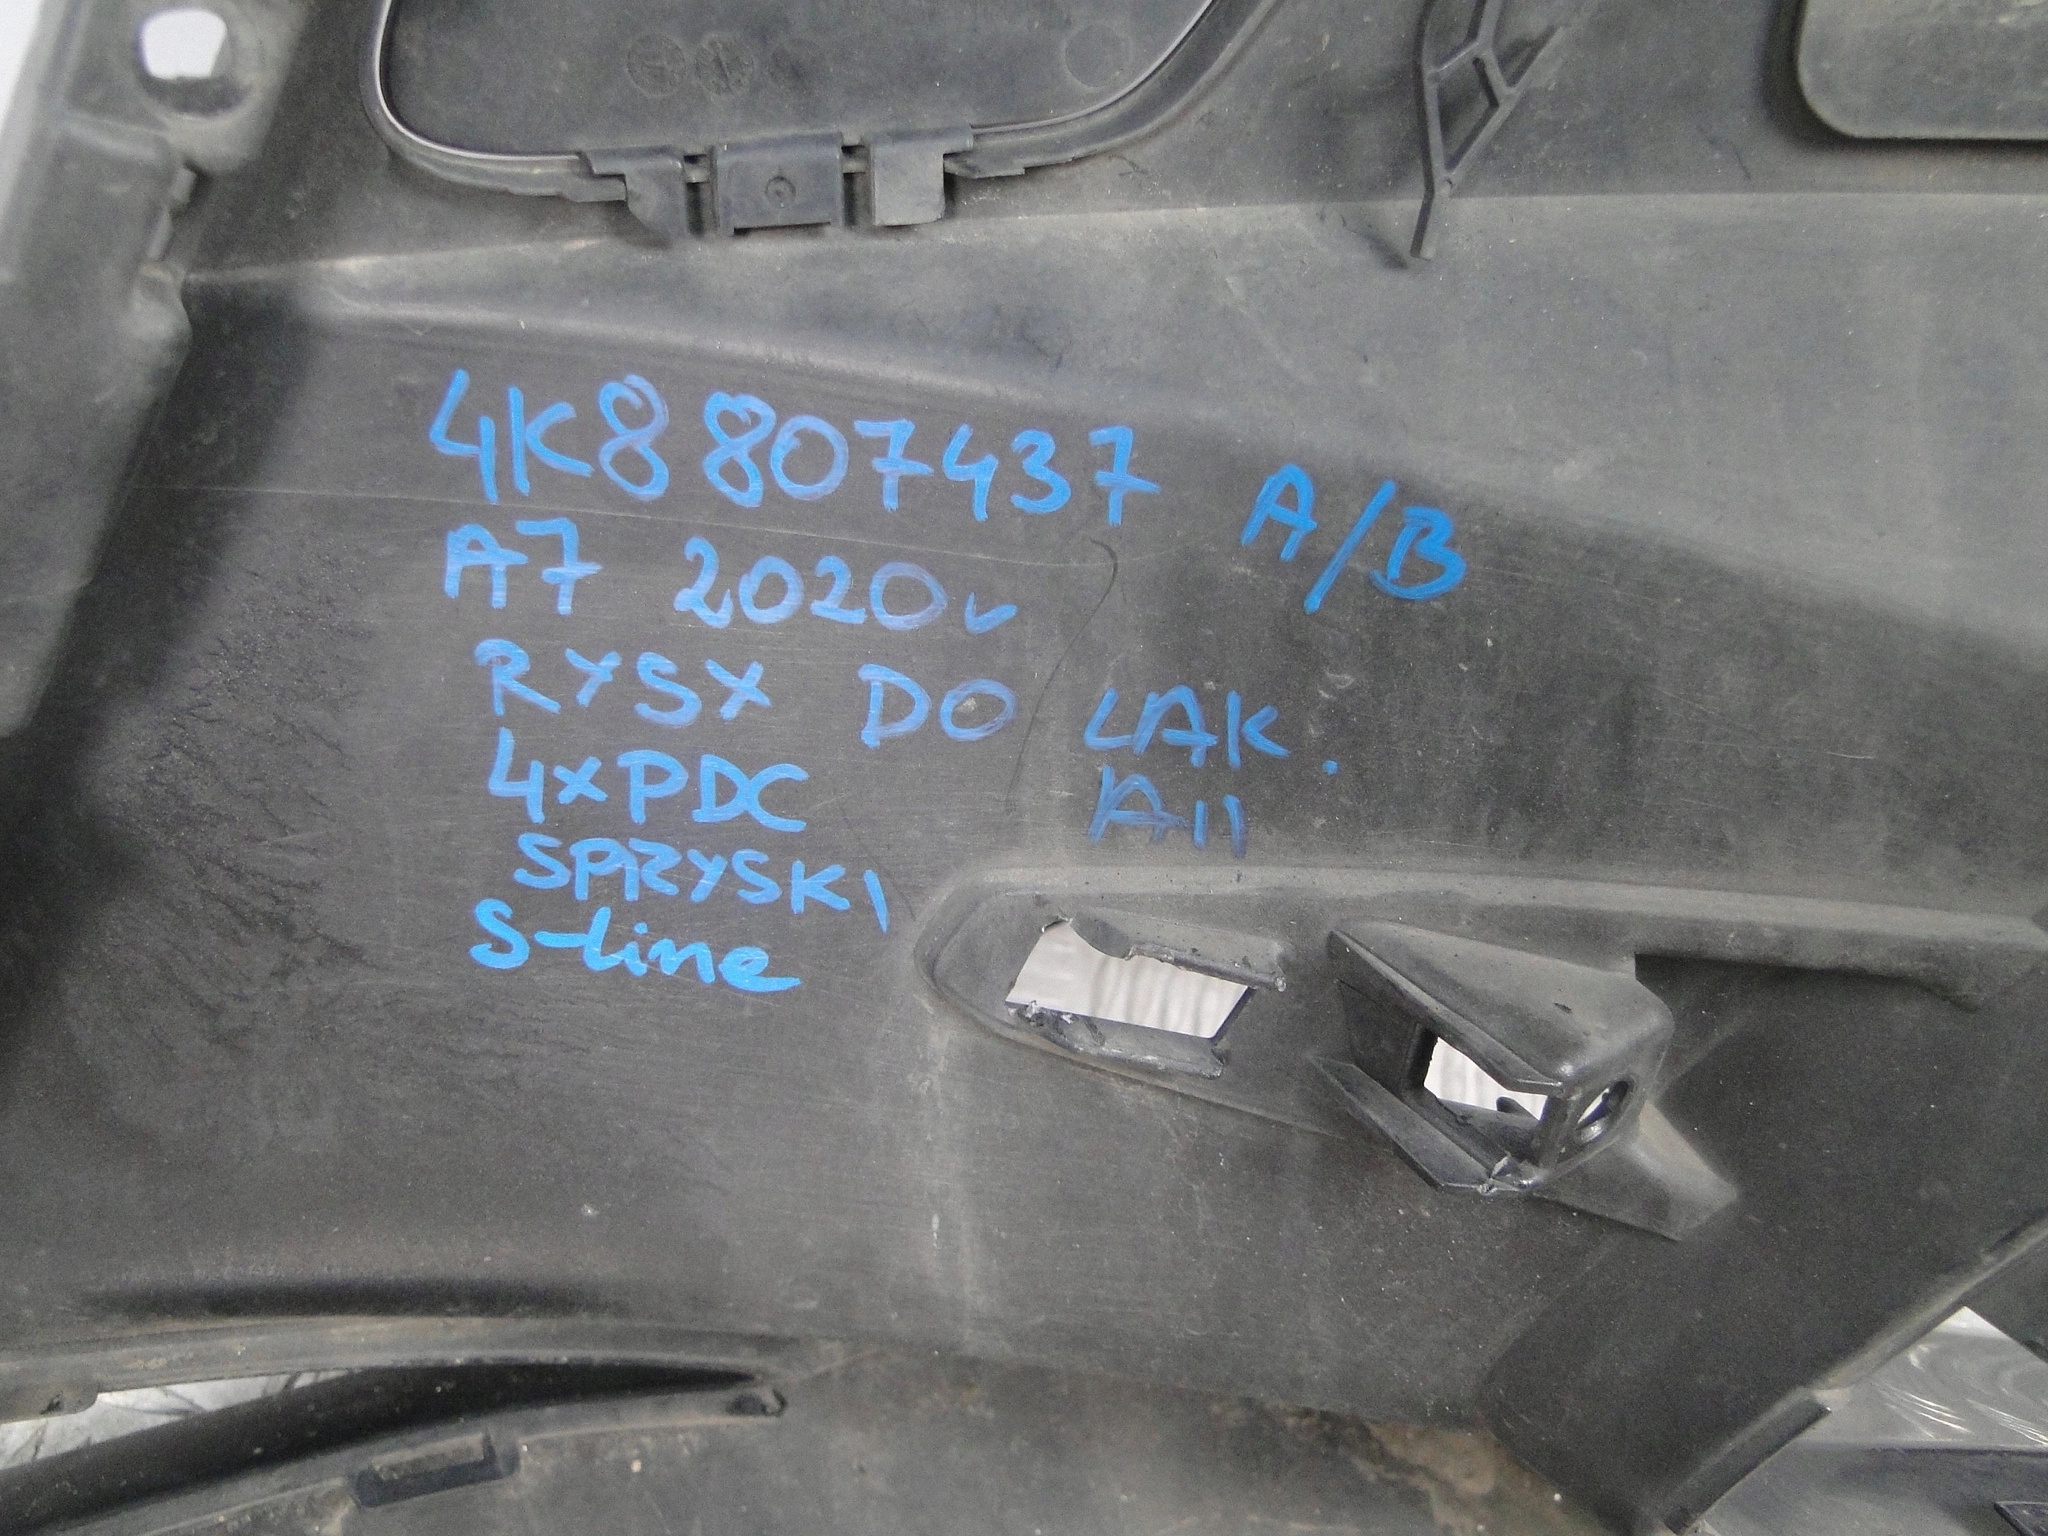 4K8 807437 A/B
A7 2020r
RYSY DO LAK.
4xPDC A11
SPRYSKI
S-line